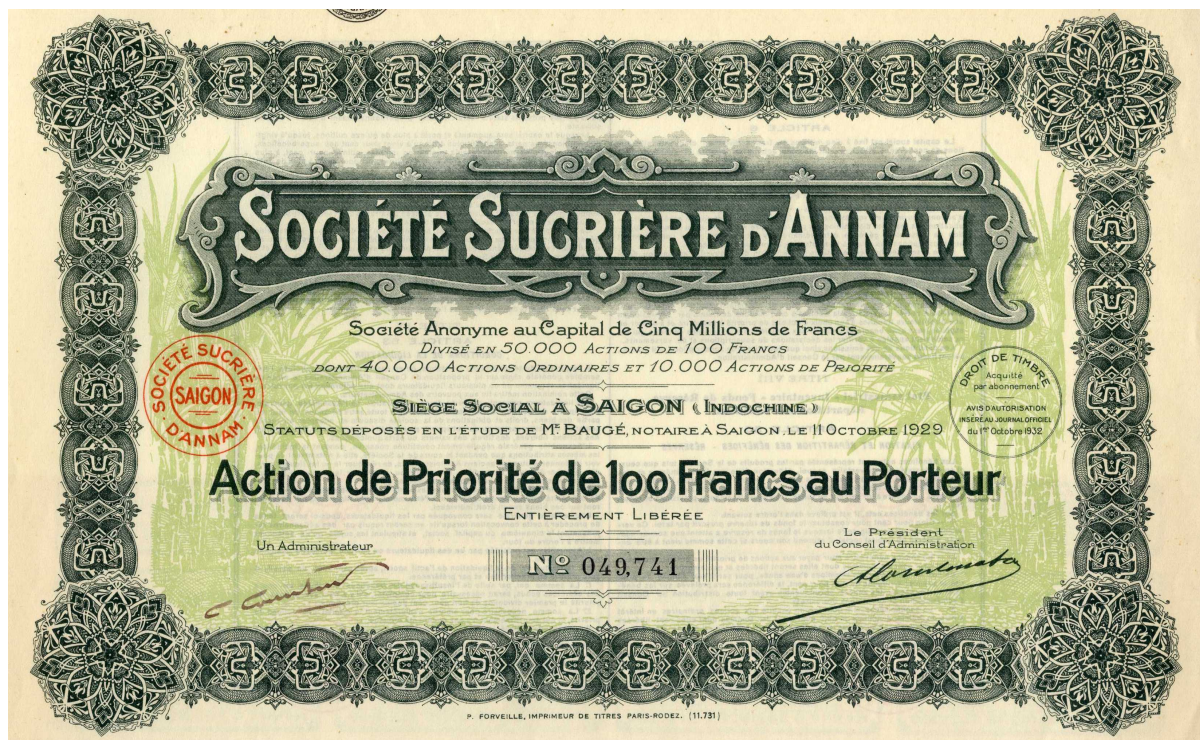 SOCIÉTÉ SUCRIÈRE D'ANNAM
Société Anonyme au Capital de Cinq Millions de Francs
DIVISÉ EN 50.000 ACTIONS DE 100 FRANCS
DONT 40.000 ACTIONS ORDINAIRES ET 10.000 ACTIONS DE PRIORITÉ
SIÈGE SOCIAL À SAIGON (INDOCHINE)
STATUTS DÉPOSÉS EN L'ÉTUDE DE Mᵉ BAUGÉ, NOTAIRE À SAIGON, LE 11 OCTOBRE 1929
SOCIÉTÉ SUCRIÈRE
SAIGON
D'ANNAM
DROIT DE TIMBRE
Acquitté
par abonnement
AVIS D'AUTORISATION
INSÉRÉ AU JOURNAL OFFICIEL
du 1er Octobre 1932
Action de Priorité de 100 Francs au Porteur
ENTIÈREMENT LIBÉRÉE
Un Administrateur
Nº 049,741
Le Président
du Conseil d'Administration
P. FORVEILLE, IMPRIMEUR DE TITRES PARIS-RODEZ. (11.731)